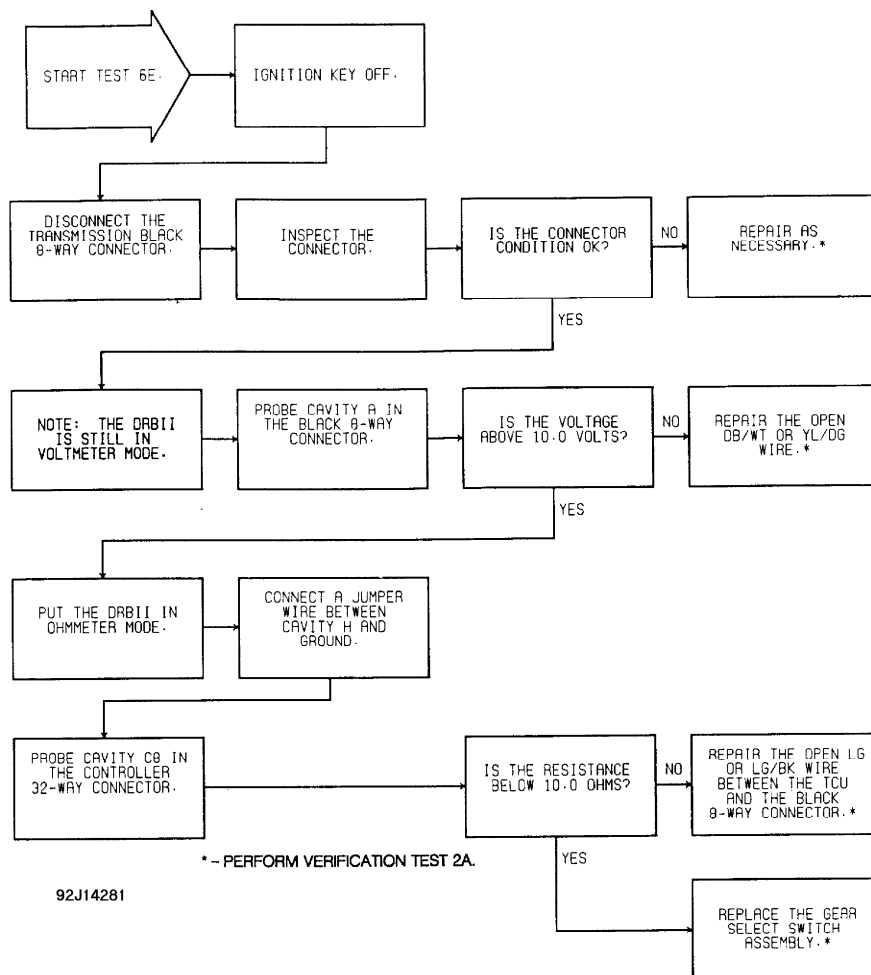 START TEST 6E.
IGNITION KEY OFF.
DISCONNECT THE
TRANSMISSION BLACK
8-WAY CONNECTOR.
INSPECT THE
CONNECTOR.
IS THE CONNECTOR
CONDITION OK?
NO
REPAIR AS
NECESSARY.*
YES
NOTE: THE DRBII
IS STILL IN
VOLTMETER MODE.
PROBE CAVITY A IN
THE BLACK 8-WAY
CONNECTOR.
IS THE VOLTAGE
ABOVE 10.0 VOLTS?
NO
REPAIR THE OPEN
DB/WT OR YL/DG
WIRE.*
YES
PUT THE DRBII IN
OHMMETER MODE.
CONNECT A JUMPER
WIRE BETWEEN
CAVITY H AND
GROUND.
PROBE CAVITY C8 IN
THE CONTROLLER
32-WAY CONNECTOR.
IS THE RESISTANCE
BELOW 10.0 OHMS?
NO
REPAIR THE OPEN LG
OR LG/BK WIRE
BETWEEN THE TCU
AND THE BLACK
8-WAY CONNECTOR.*
YES
* – PERFORM VERIFICATION TEST 2A.
92J14281
REPLACE THE GEAR
SELECT SWITCH
ASSEMBLY.*